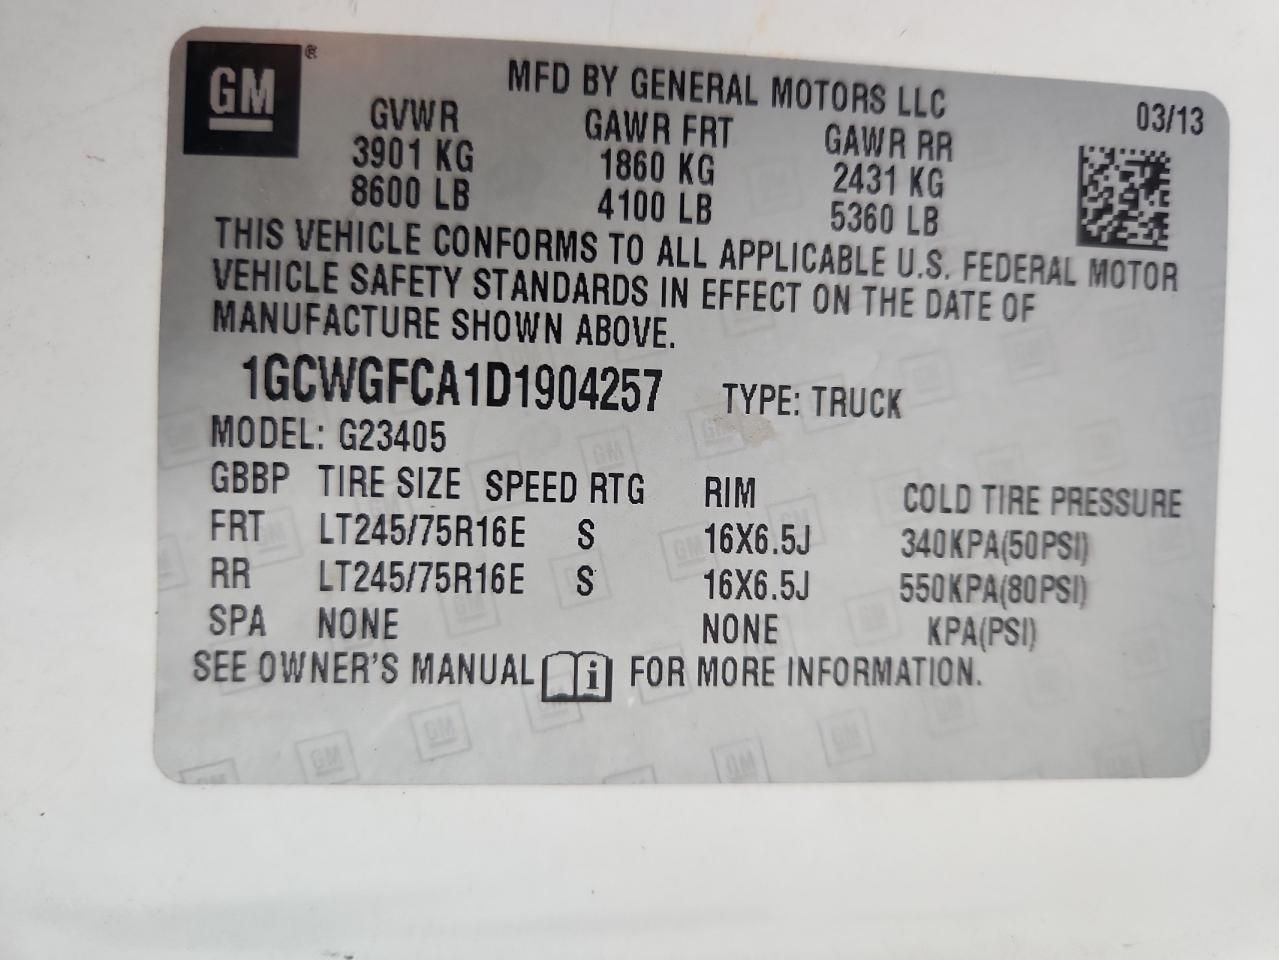 GM ®
MFD BY GENERAL MOTORS LLC
03/13
GVWR GAWR FRT GAWR RR
3901 KG 1860 KG 2431 KG
8600 LB 4100 LB 5360 LB
THIS VEHICLE CONFORMS TO ALL APPLICABLE U.S. FEDERAL MOTOR
VEHICLE SAFETY STANDARDS IN EFFECT ON THE DATE OF
MANUFACTURE SHOWN ABOVE.
1GCWGFCA1D1904257 TYPE: TRUCK
MODEL: G23405
GBBP TIRE SIZE SPEED RTG RIM COLD TIRE PRESSURE
FRT LT245/75R16E S 16X6.5J 340KPA(50PSI)
RR LT245/75R16E S 16X6.5J 550KPA(80PSI)
SPA NONE NONE KPA(PSI)
SEE OWNER'S MANUAL i FOR MORE INFORMATION.